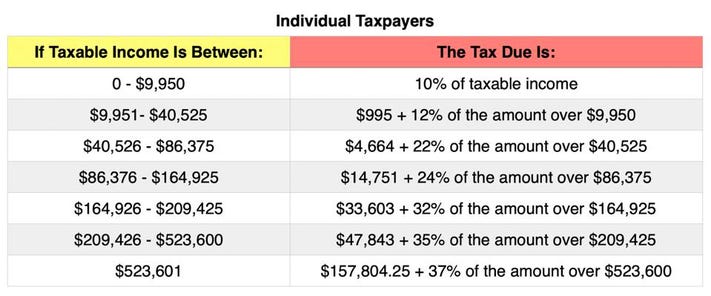 Individual Taxpayers
If Taxable Income Is Between: The Tax Due Is:
0 - $9,950 10% of taxable income
$9,951- $40,525 $995 + 12% of the amount over $9,950
$40,526 - $86,375 $4,664 + 22% of the amount over $40,525
$86,376 - $164,925 $14,751 + 24% of the amount over $86,375
$164,926 - $209,425 $33,603 + 32% of the amount over $164,925
$209,426 - $523,600 $47,843 + 35% of the amount over $209,425
$523,601 $157,804.25 + 37% of the amount over $523,600